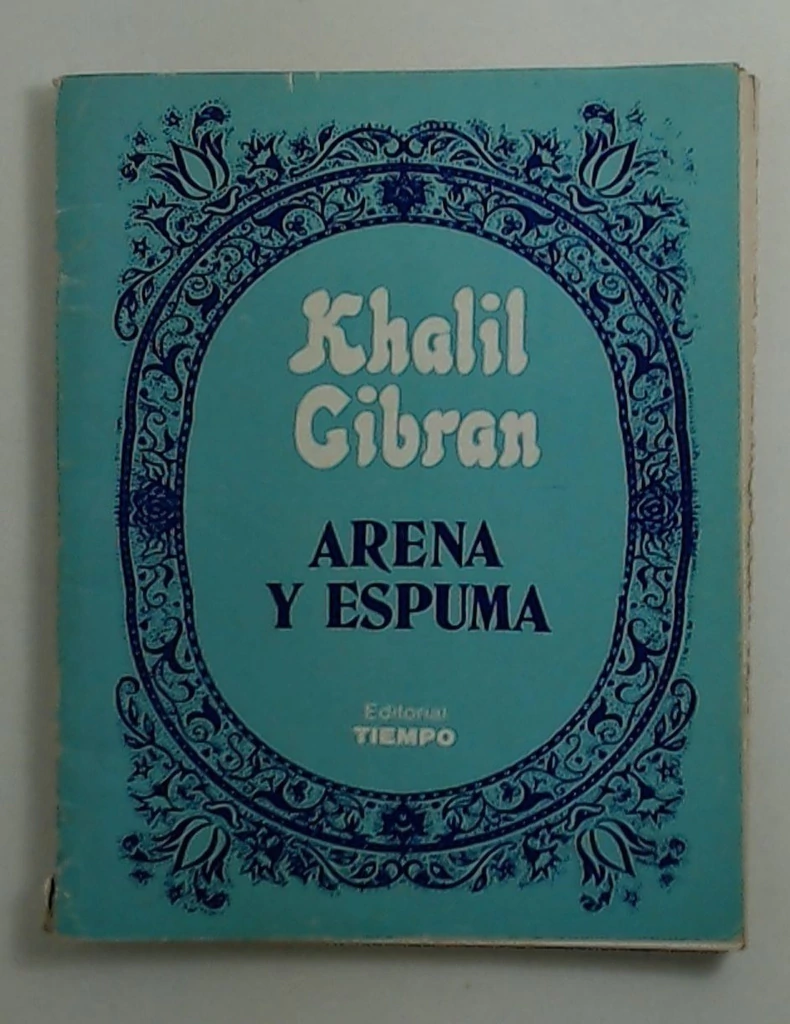 Khalil
Gibran
ARENA
Y ESPUMA
Editorial
TIEMPO